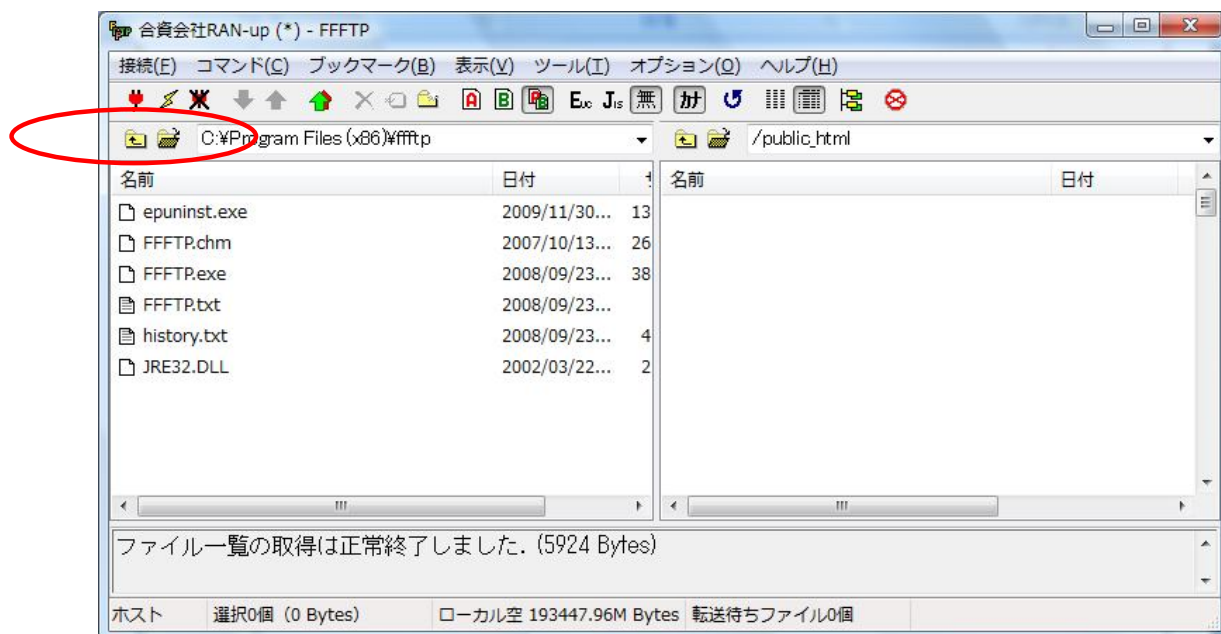 合資会社RAN-up (*) - FFFTP
接続(F) コマンド(C) ブックマーク(B) 表示(V) ツール(T) オプション(O) ヘルプ(H)
A B Euc Jis 無 ｶﾅ
C:¥Program Files (x86)¥ffftp /public_html
名前 日付 名前 日付
epuninst.exe 2009/11/30... 13
FFFTP.chm 2007/10/13... 26
FFFTP.exe 2008/09/23... 38
FFFTP.txt 2008/09/23...
history.txt 2008/09/23... 4
JRE32.DLL 2002/03/22... 2
ファイル一覧の取得は正常終了しました. (5924 Bytes)
ホスト 選択0個 (0 Bytes) ローカル空 193447.96M Bytes 転送待ちファイル0個